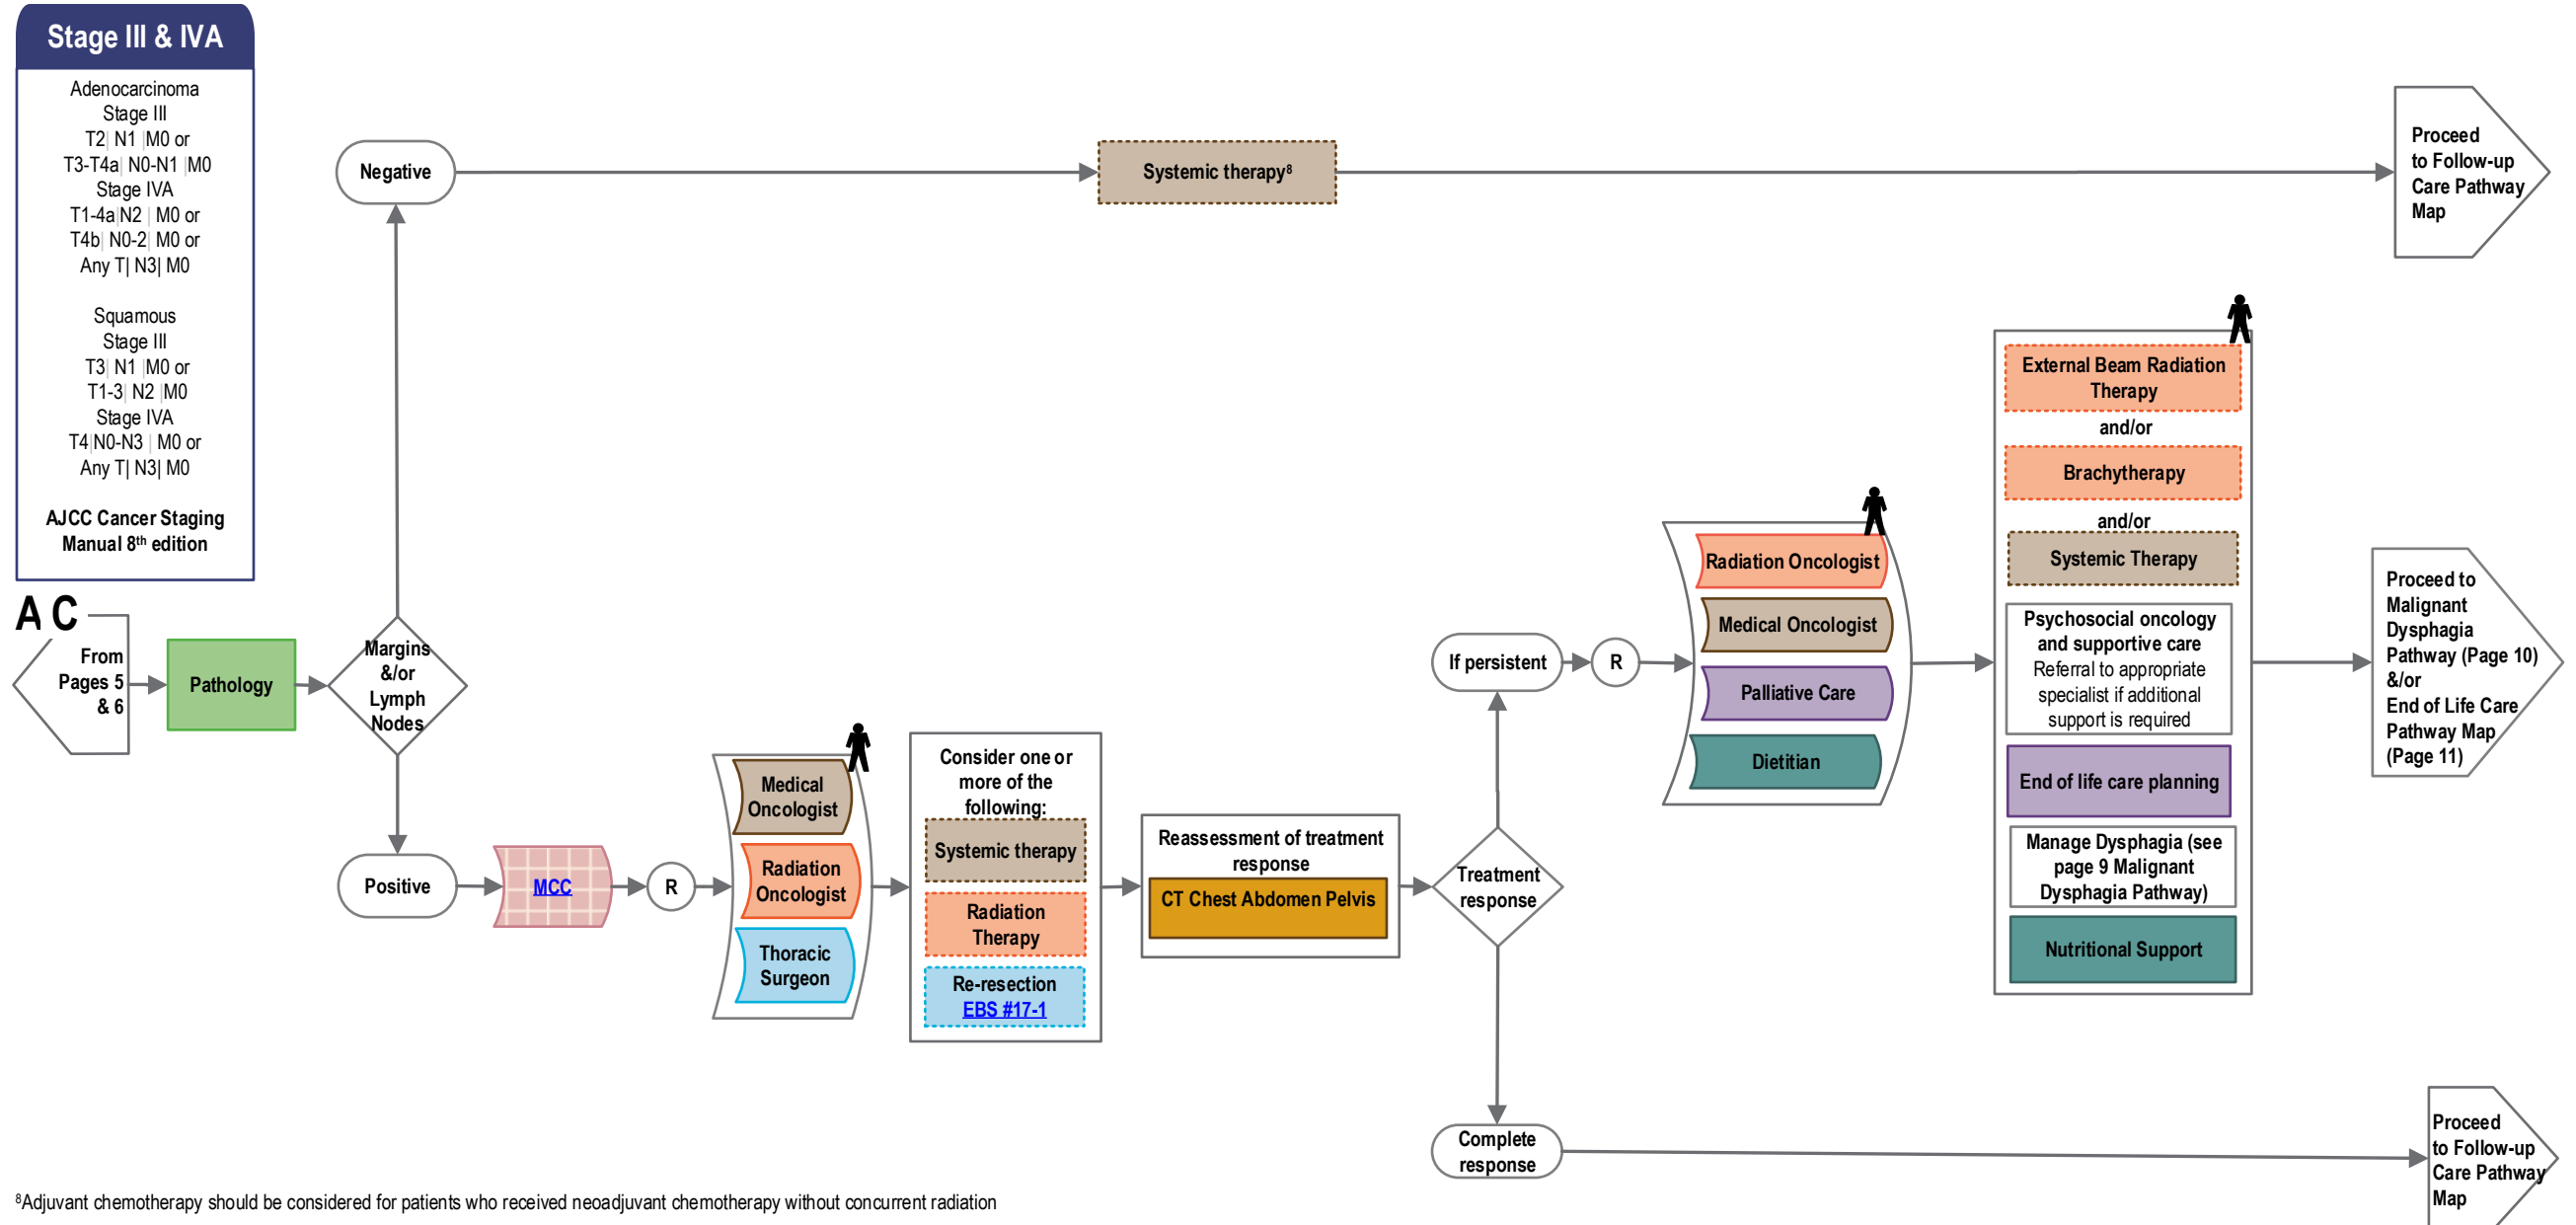 Stage III & IVA
Adenocarcinoma
Stage III
T2| N1 |M0 or
T3-T4a| N0-N1 |M0
Stage IVA
T1-4a|N2 | M0 or
T4b| N0-2| M0 or
Any T| N3| M0
Squamous
Stage III
T3| N1 |M0 or
T1-3| N2 |M0
Stage IVA
T4|N0-N3 | M0 or
Any T| N3| M0
AJCC Cancer Staging
Manual 8th edition
A C
From
Pages 5
& 6
Pathology
Margins
&/or
Lymph
Nodes
Negative
Systemic therapy⁸
Proceed
to Follow-up
Care Pathway
Map
Positive
MCC
R
Medical
Oncologist
Radiation
Oncologist
Thoracic
Surgeon
Consider one or
more of the
following:
Systemic therapy
Radiation
Therapy
Re-resection
EBS #17-1
Reassessment of treatment
response
CT Chest Abdomen Pelvis
Treatment
response
If persistent
R
Radiation Oncologist
Medical Oncologist
Palliative Care
Dietitian
External Beam Radiation
Therapy
and/or
Brachytherapy
and/or
Systemic Therapy
Psychosocial oncology
and supportive care
Referral to appropriate
specialist if additional
support is required
End of life care planning
Manage Dysphagia (see
page 9 Malignant
Dysphagia Pathway)
Nutritional Support
Proceed to
Malignant
Dysphagia
Pathway (Page 10)
&/or
End of Life Care
Pathway Map
(Page 11)
Complete
response
Proceed
to Follow-up
Care Pathway
Map
⁸Adjuvant chemotherapy should be considered for patients who received neoadjuvant chemotherapy without concurrent radiation